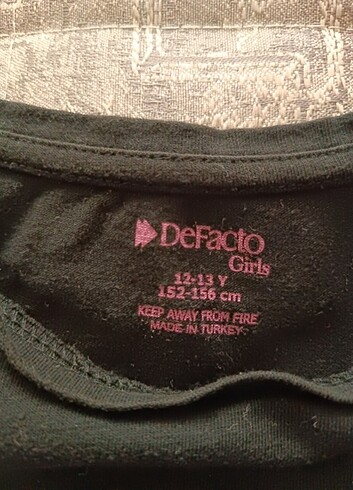 DeFacto
Girls
12-13 Y
152-156 cm
KEEP AWAY FROM FIRE
MADE IN TURKEY